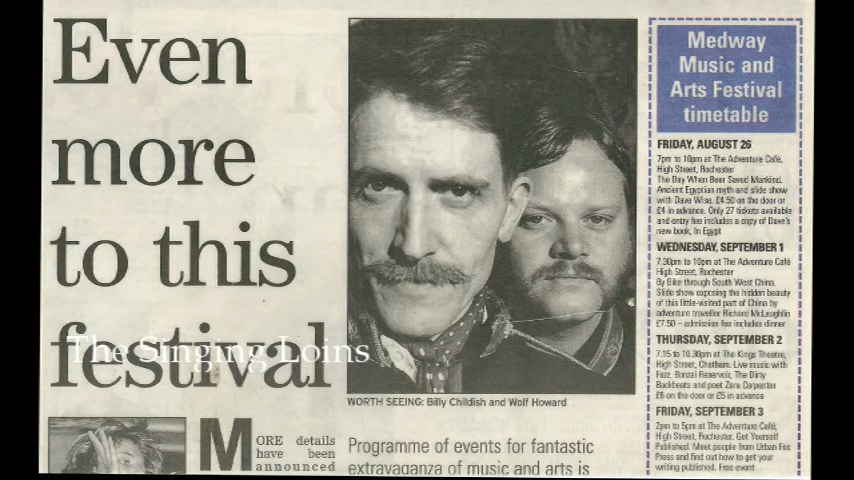 Even
more
to this
festival
The Singing Loins
WORTH SEEING: Billy Childish and Wolf Howard
MORE details
have been
announced
Programme of events for fantastic
extravaganza of music and arts is
Medway
Music and
Arts Festival
timetable
FRIDAY, AUGUST 26
7pm to 10pm at The Adventure Café,
High Street, Rochester
The Day When Beer Saved Mankind.
Ancient Egyptian myth and slide show
with Dave Wise. £4.50 on the door or
£4 in advance. Only 27 tickets available
and entry fee includes a copy of Dave's
new book, In Egypt
WEDNESDAY, SEPTEMBER 1
7.30pm to 10pm at The Adventure Café
High Street, Rochester
By Bike through South West China.
Slide show exposing the hidden beauty
of this little-visited part of China by
adventure traveller Richard McLaughlin
£7.50 – admission fee includes dinner
THURSDAY, SEPTEMBER 2
7.15 to 10.30pm at The Kings Theatre,
High Street, Chatham. Live music with
Fazz, Bonzai Reservoir, The Dirty
Backbeats and poet Zara Carpenter
£6 on the door or £5 in advance
FRIDAY, SEPTEMBER 3
2pm to 5pm at The Adventure Café,
High Street, Rochester. Get Yourself
Published. Meet people from Urban Fox
Press and find out how to get your
writing published. Free event